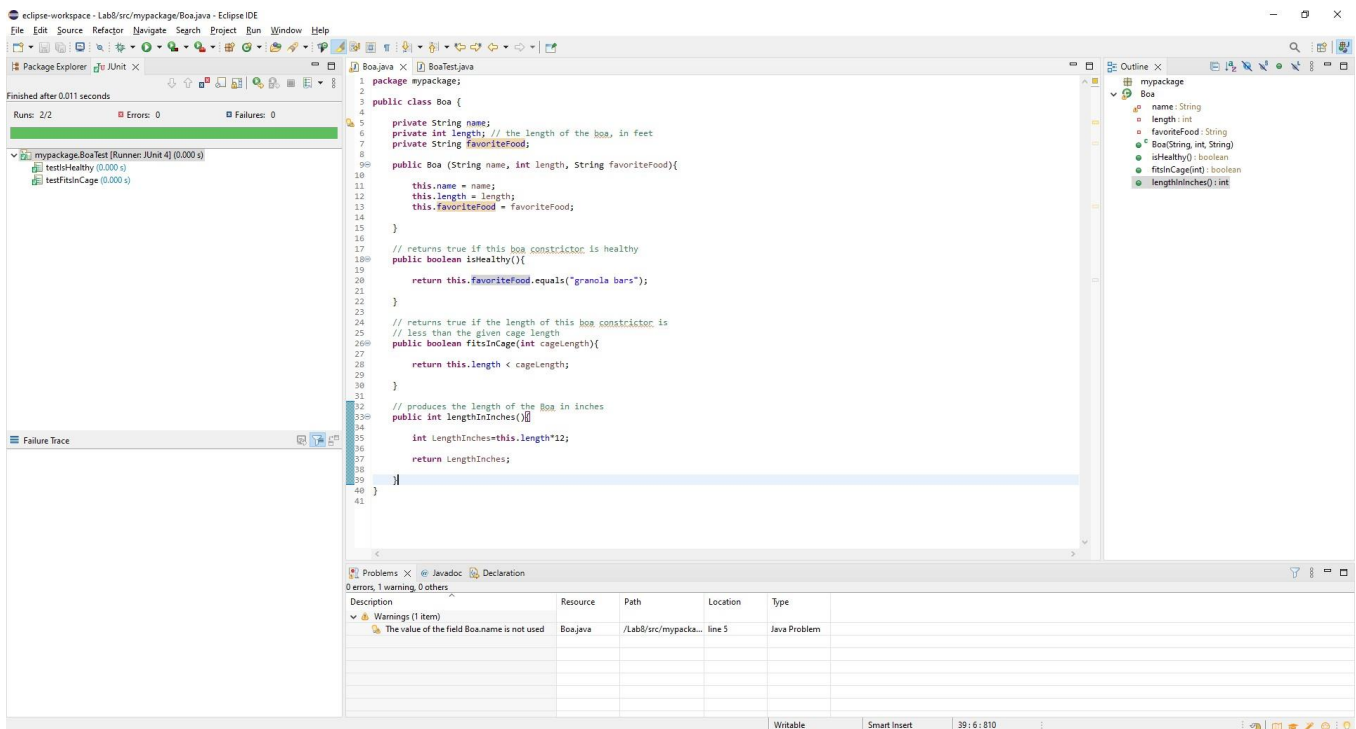 eclipse-workspace - Lab8/src/mypackage/Boa.java - Eclipse IDE
File Edit Source Refactor Navigate Search Project Run Window Help
Package Explorer JUnit
Finished after 0.011 seconds
Runs: 2/2 Errors: 0 Failures: 0
mypackage.BoaTest [Runner: JUnit 4] (0.000 s)
testIsHealthy (0.000 s)
testFitsInCage (0.000 s)
Failure Trace
Boa.java BoaTest.java
1 package mypackage;
2
3 public class Boa {
4
5 private String name;
6 private int length; // the length of the boa, in feet
7 private String favoriteFood;
8
9 public Boa (String name, int length, String favoriteFood){
10
11 this.name = name;
12 this.length = length;
13 this.favoriteFood = favoriteFood;
14
15 }
16
17 // returns true if this boa constrictor is healthy
18 public boolean isHealthy(){
19
20 return this.favoriteFood.equals("granola bars");
21
22 }
23
24 // returns true if the length of this boa constrictor is
25 // less than the given cage length
26 public boolean fitsInCage(int cageLength){
27
28 return this.length < cageLength;
29
30 }
31
32 // produces the length of the Boa in inches
33 public int lengthInInches(){
34
35 int LengthInches=this.length*12;
36
37 return LengthInches;
38
39 }
40 }
41
Outline
mypackage
Boa
name : String
length : int
favoriteFood : String
Boa(String, int, String)
isHealthy() : boolean
fitsInCage(int) : boolean
lengthInInches() : int
Problems Javadoc Declaration
0 errors, 1 warning, 0 others
Description Resource Path Location Type
Warnings (1 item)
The value of the field Boa.name is not used Boa.java /Lab8/src/mypacka... line 5 Java Problem
Writable Smart Insert 39 : 6 : 810